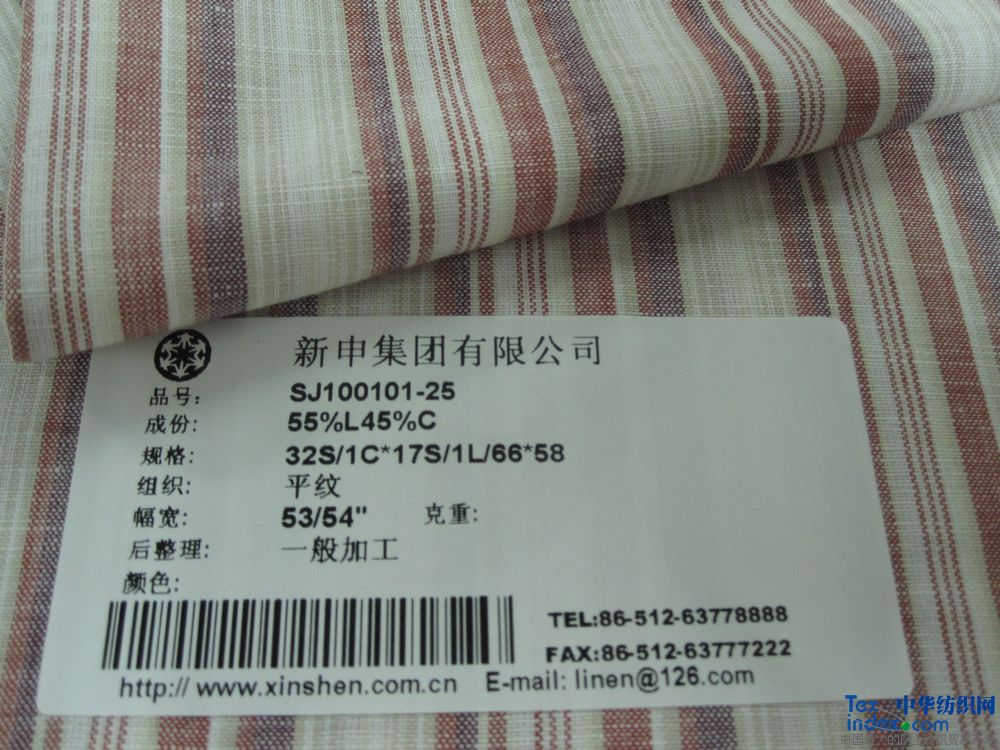 新申集团有限公司
品号: SJ100101-25
成份: 55%L45%C
规格: 32S/1C*17S/1L/66*58
组织: 平纹
幅宽: 53/54" 克重:
后整理: 一般加工
颜色:
TEL:86-512-63778888
FAX:86-512-63777222
http:// www.xinshen.com.cn E-mail: linen@126.com
Tex 中华纺织网
index.com